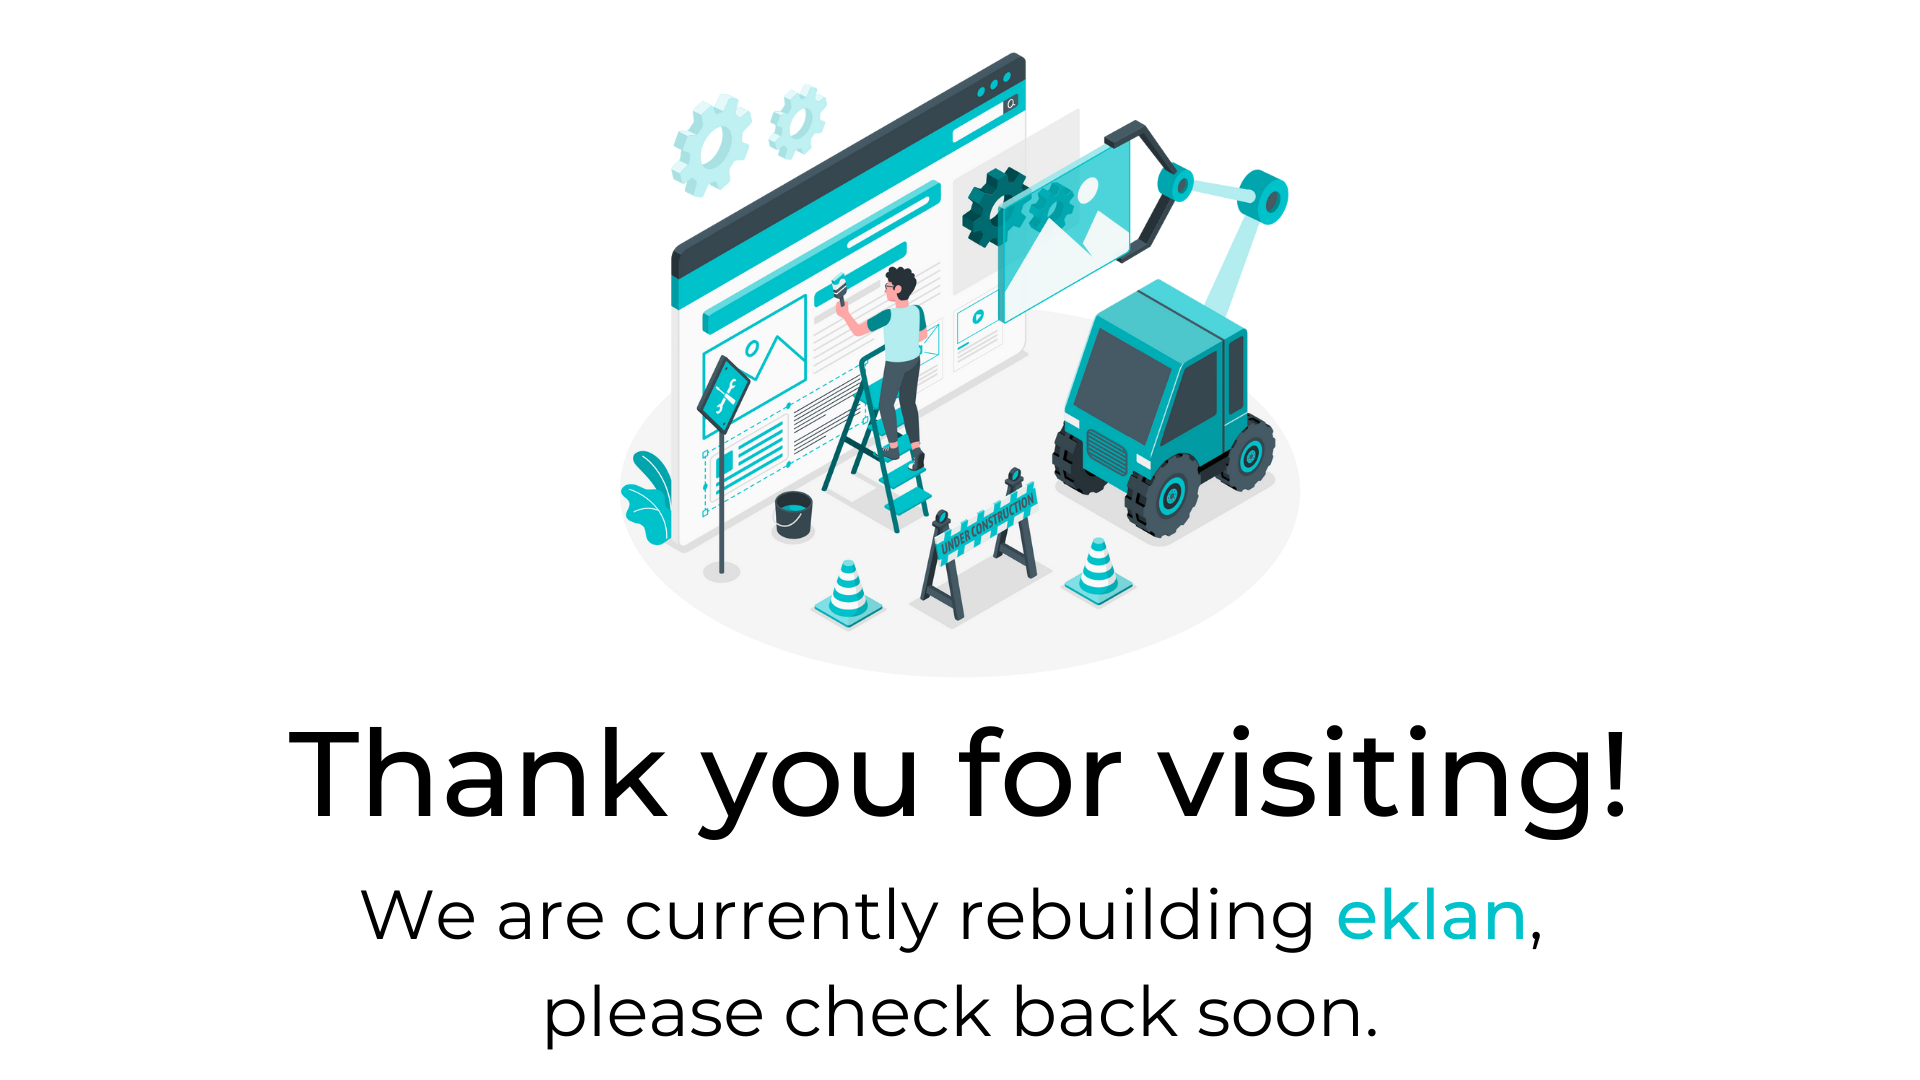 UNDER CONSTRUCTION
Thank you for visiting!
We are currently rebuilding eklan,
please check back soon.